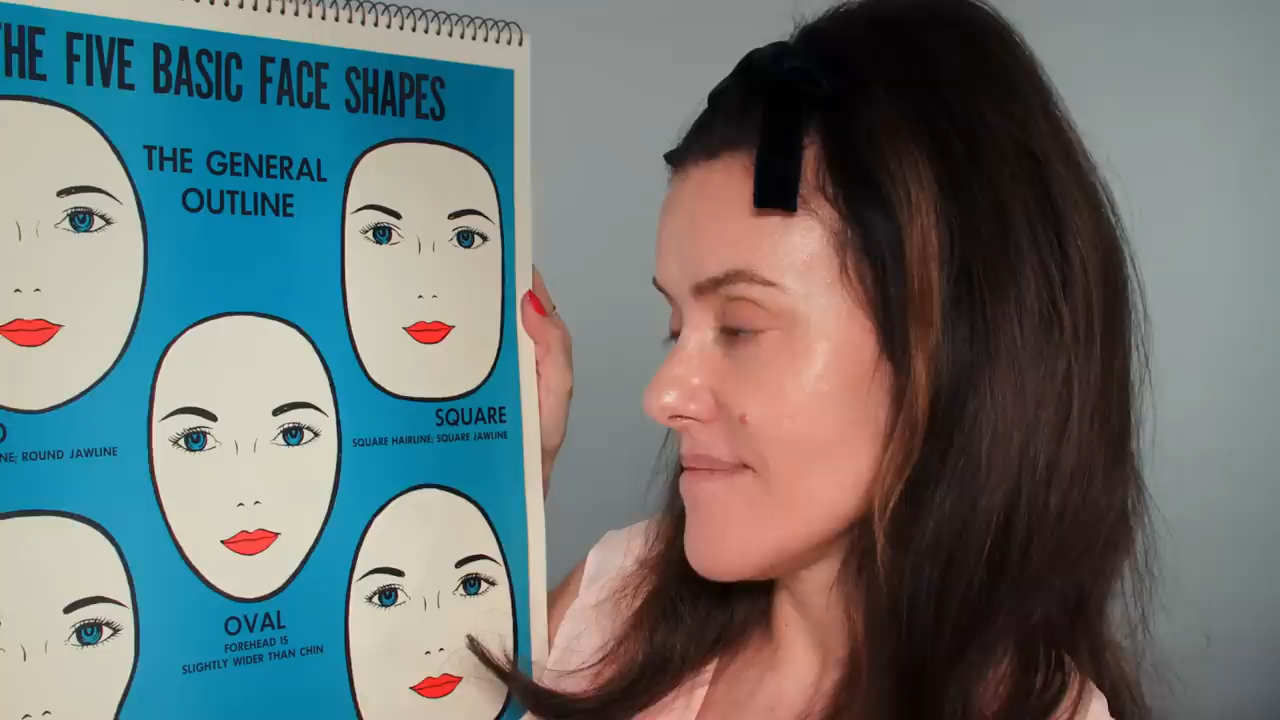 THE FIVE BASIC FACE SHAPES
THE GENERAL
OUTLINE
SQUARE
SQUARE HAIRLINE; SQUARE JAWLINE
ROUND JAWLINE
OVAL
FOREHEAD IS
SLIGHTLY WIDER THAN CHIN